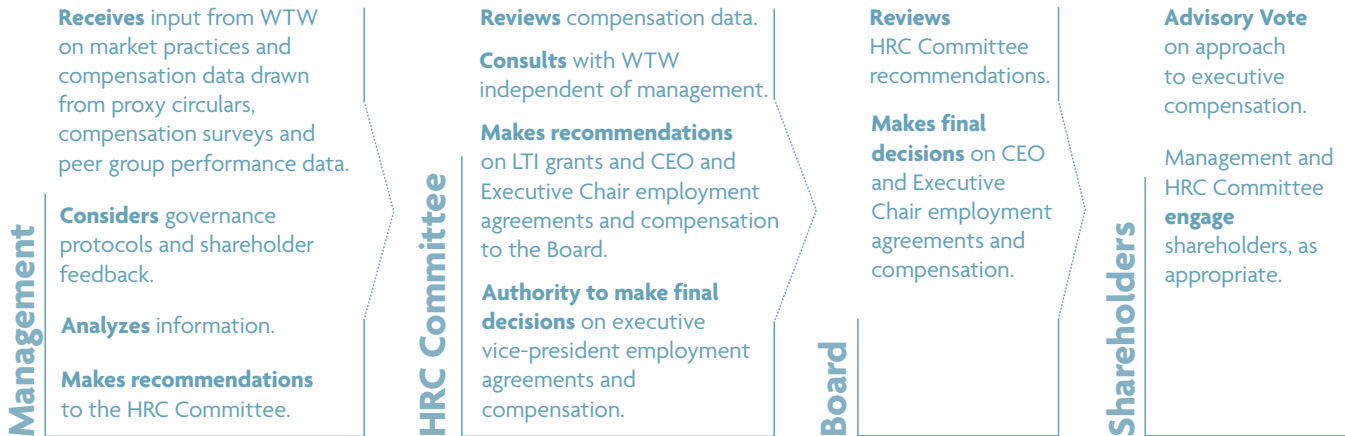 Management
Receives input from WTW
on market practices and
compensation data drawn
from proxy circulars,
compensation surveys and
peer group performance data.
Considers governance
protocols and shareholder
feedback.
Analyzes information.
Makes recommendations
to the HRC Committee.
HRC Committee
Reviews compensation data.
Consults with WTW
independent of management.
Makes recommendations
on LTI grants and CEO and
Executive Chair employment
agreements and compensation
to the Board.
Authority to make final
decisions on executive
vice-president employment
agreements and
compensation.
Board
Reviews
HRC Committee
recommendations.
Makes final
decisions on CEO
and Executive
Chair employment
agreements and
compensation.
Shareholders
Advisory Vote
on approach
to executive
compensation.
Management and
HRC Committee
engage
shareholders, as
appropriate.